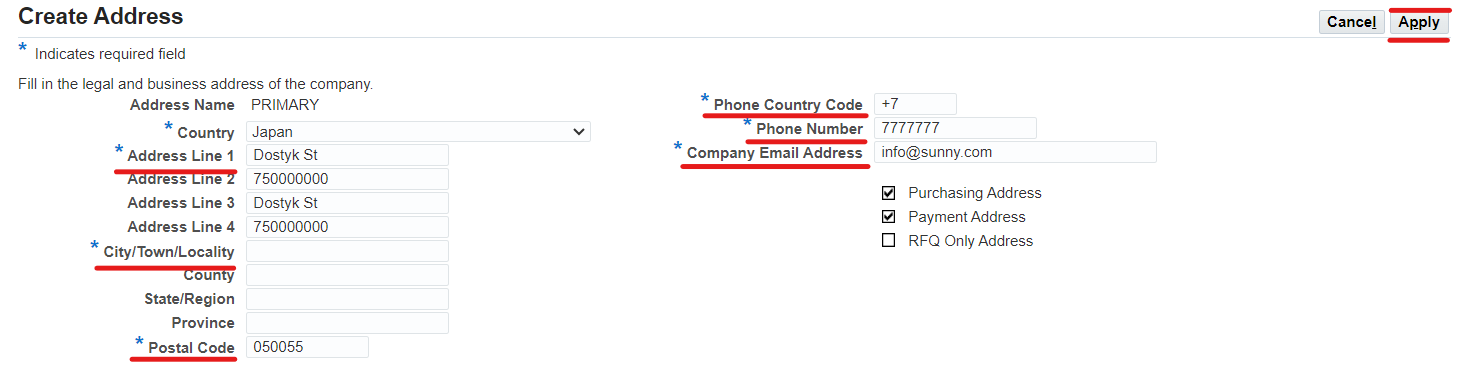 Create Address
Cancel Apply
* Indicates required field
Fill in the legal and business address of the company.
Address Name PRIMARY
* Country Japan
* Address Line 1 Dostyk St
Address Line 2 750000000
Address Line 3 Dostyk St
Address Line 4 750000000
* City/Town/Locality
County
State/Region
Province
* Postal Code 050055
* Phone Country Code +7
* Phone Number 7777777
* Company Email Address info@sunny.com
Purchasing Address
Payment Address
RFQ Only Address